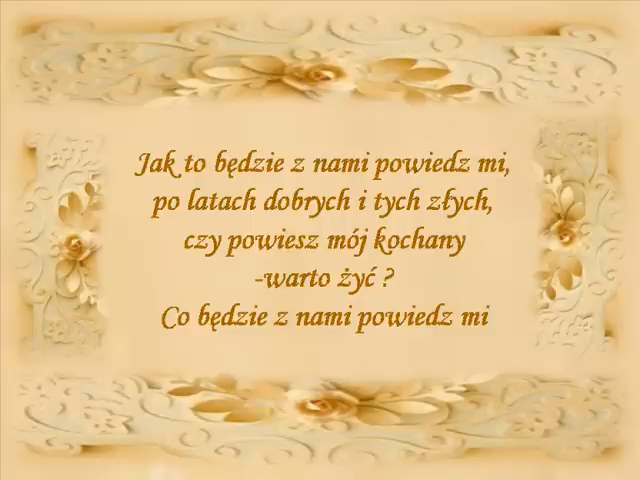 Jak to będzie z nami powiedz mi,
po latach dobrych i tych złych,
czy powiesz mój kochany
-warto żyć ?
Co będzie z nami powiedz mi